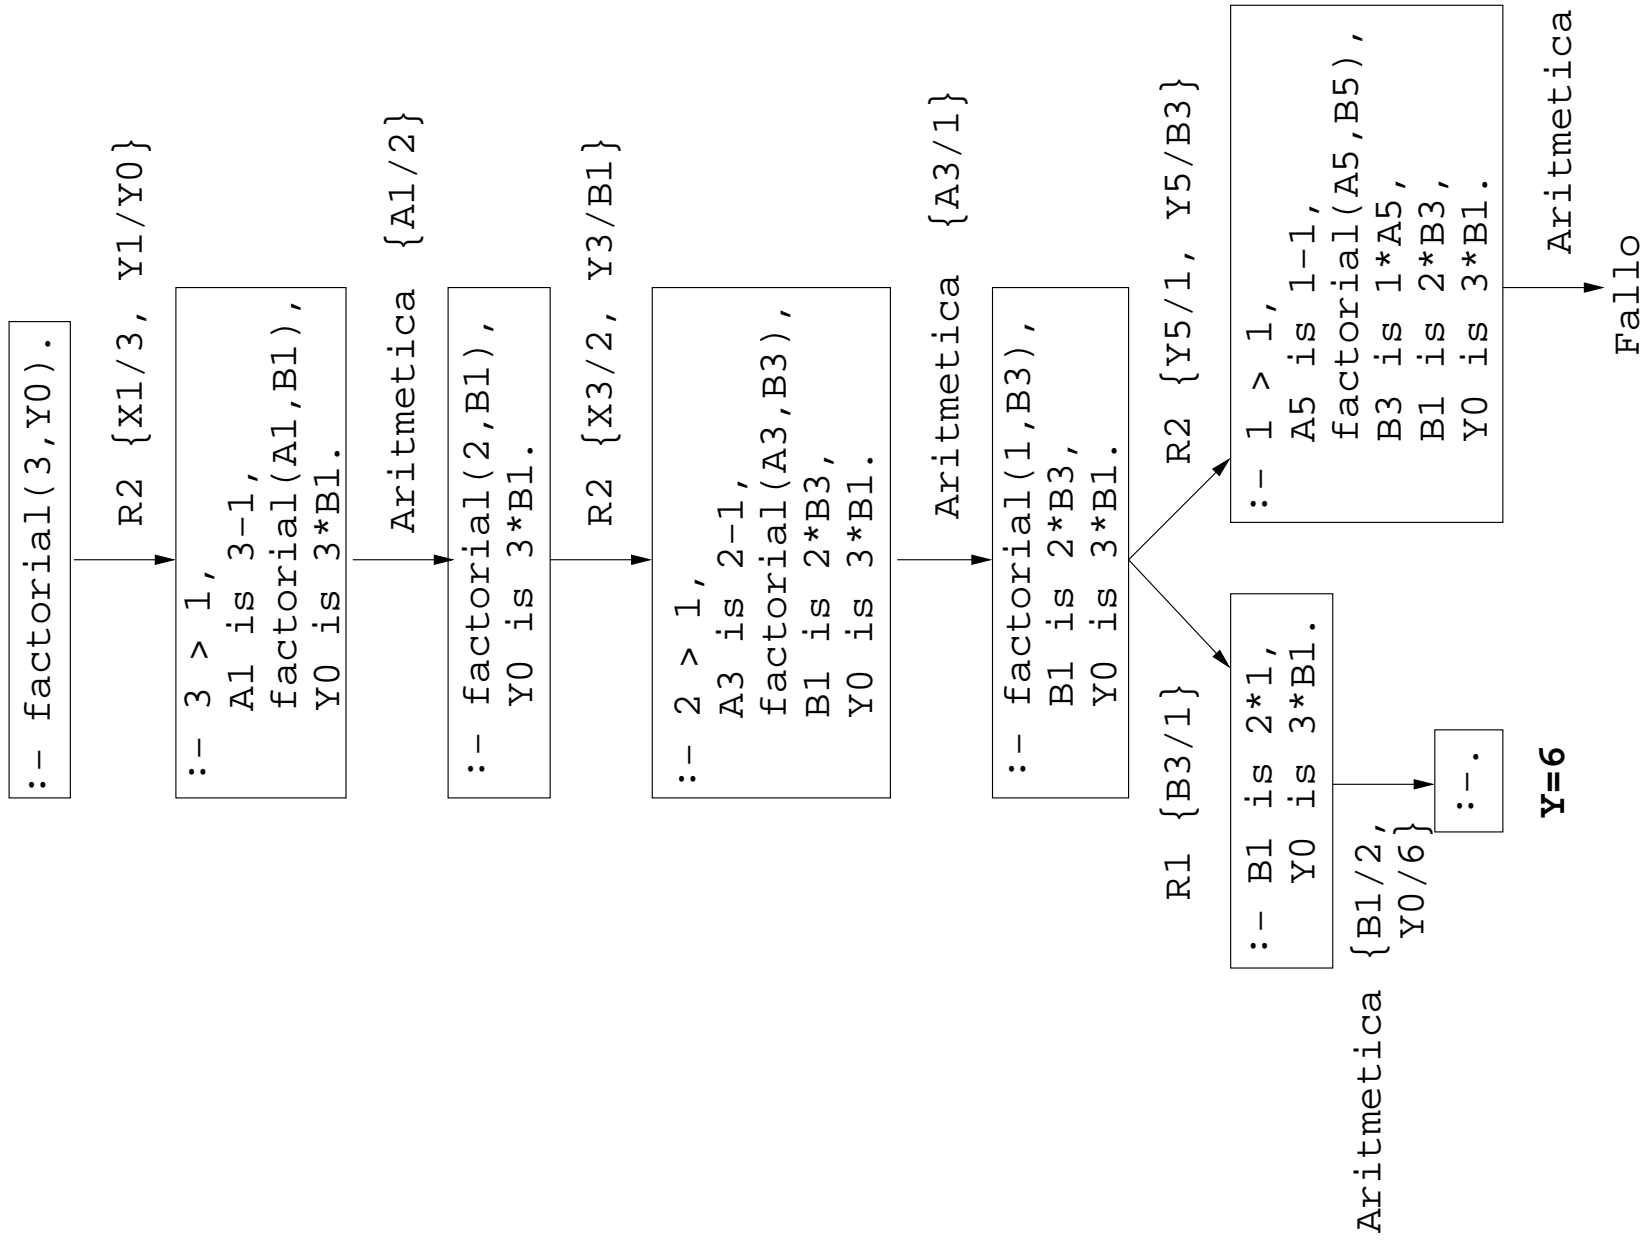 :- factorial(3,Y0).
R2 {X1/3, Y1/Y0}
:- 3 > 1,
A1 is 3-1,
factorial(A1,B1),
Y0 is 3*B1.
Aritmetica {A1/2}
:- factorial(2,B1),
Y0 is 3*B1.
R2 {X3/2, Y3/B1}
:- 2 > 1,
A3 is 2-1,
factorial(A3,B3),
B1 is 2*B3,
Y0 is 3*B1.
Aritmetica {A3/1}
:- factorial(1,B3),
B1 is 2*B3,
Y0 is 3*B1.
R1 {B3/1}
:- B1 is 2*1,
Y0 is 3*B1.
Aritmetica {B1/2,
Y0/6}
:-.
Y=6
R2 {Y5/1, Y5/B3}
:- 1 > 1,
A5 is 1-1,
factorial(A5,B5),
B3 is 1*A5,
B1 is 2*B3,
Y0 is 3*B1.
Aritmetica
Fallo